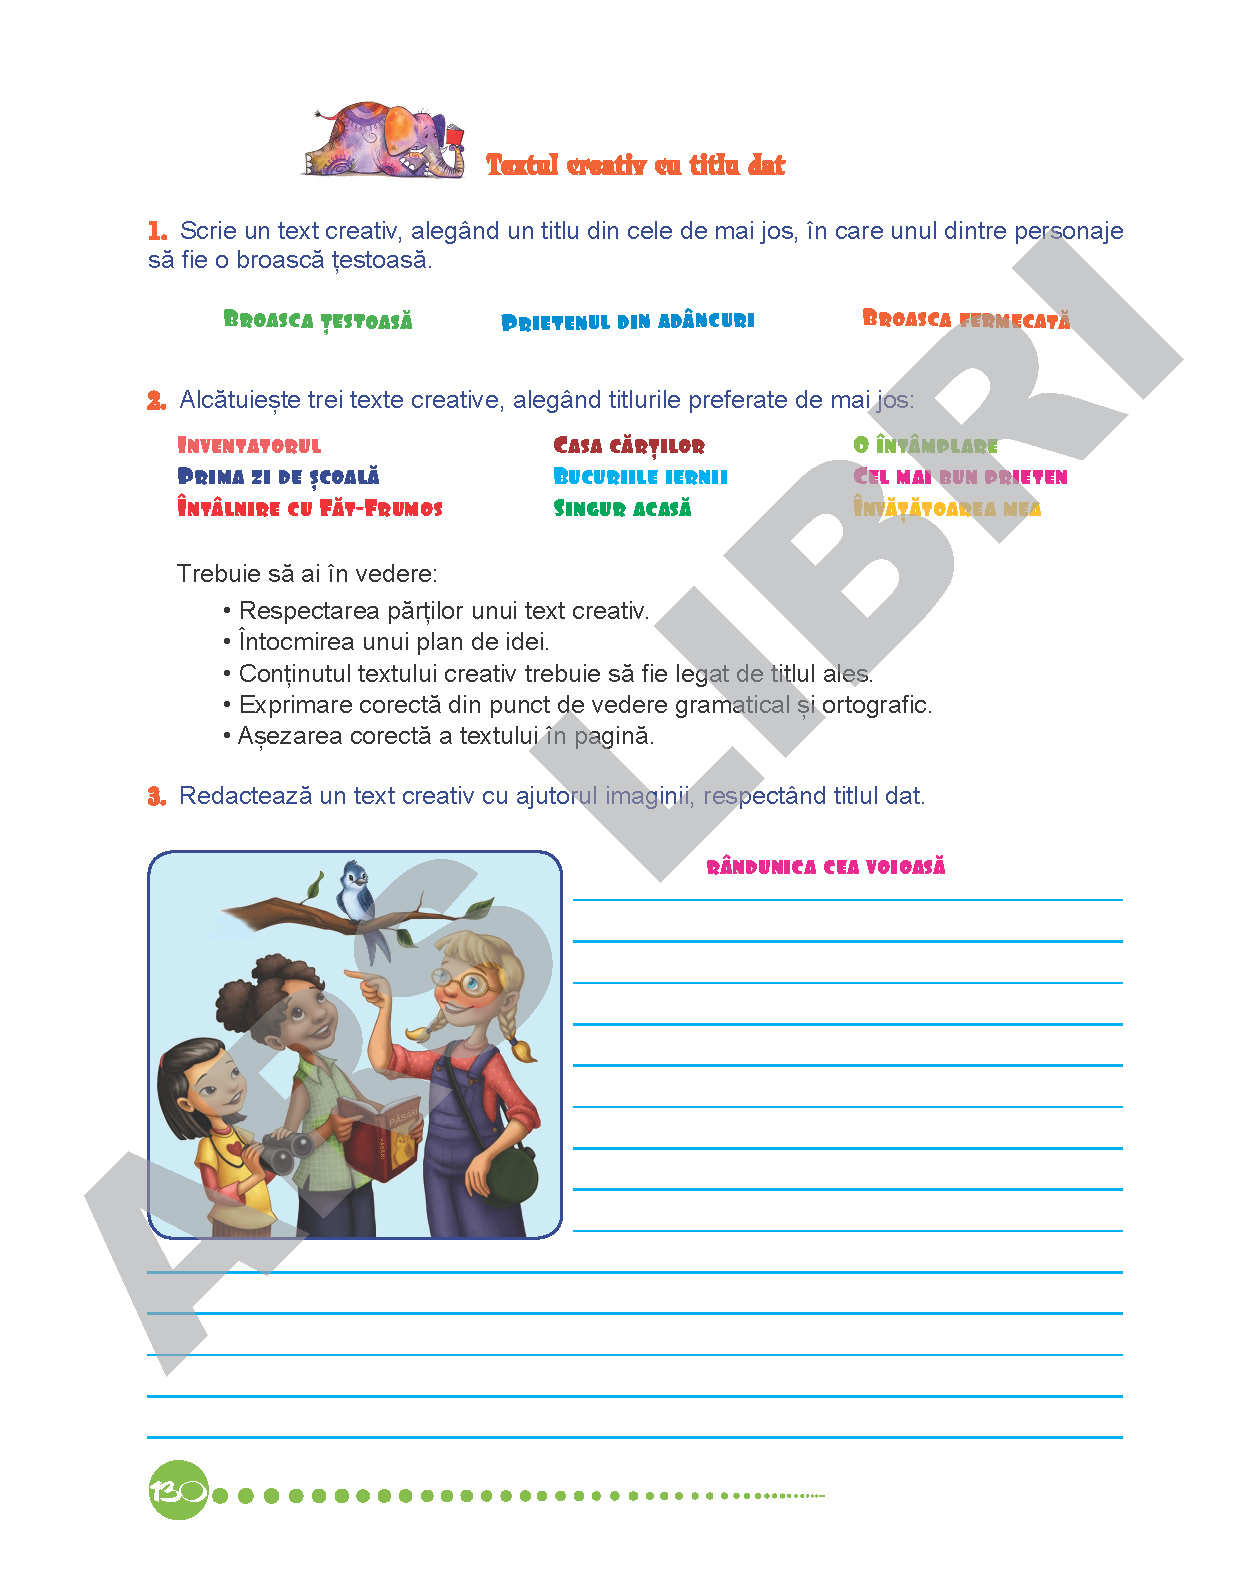 Textul creativ cu titlu dat
1. Scrie un text creativ, alegând un titlu din cele de mai jos, în care unul dintre personaje
să fie o broască țestoasă.
Broasca țestoasă Prietenul din adâncuri Broasca fermecată
2. Alcătuiește trei texte creative, alegând titlurile preferate de mai jos:
Inventatorul Casa cărților O întâmplare
Prima zi de școală Bucuriile iernii Cel mai bun prieten
Întâlnire cu Făt-Frumos Singur acasă Învățătoarea mea
Trebuie să ai în vedere:
• Respectarea părților unui text creativ.
• Întocmirea unui plan de idei.
• Conținutul textului creativ trebuie să fie legat de titlul ales.
• Exprimare corectă din punct de vedere gramatical și ortografic.
• Așezarea corectă a textului în pagină.
3. Redactează un text creativ cu ajutorul imaginii, respectând titlul dat.
RÂNDUNICA CEA VOIOASĂ
PĂSĂRI
PĂSĂRI
130
ARS LIBRI